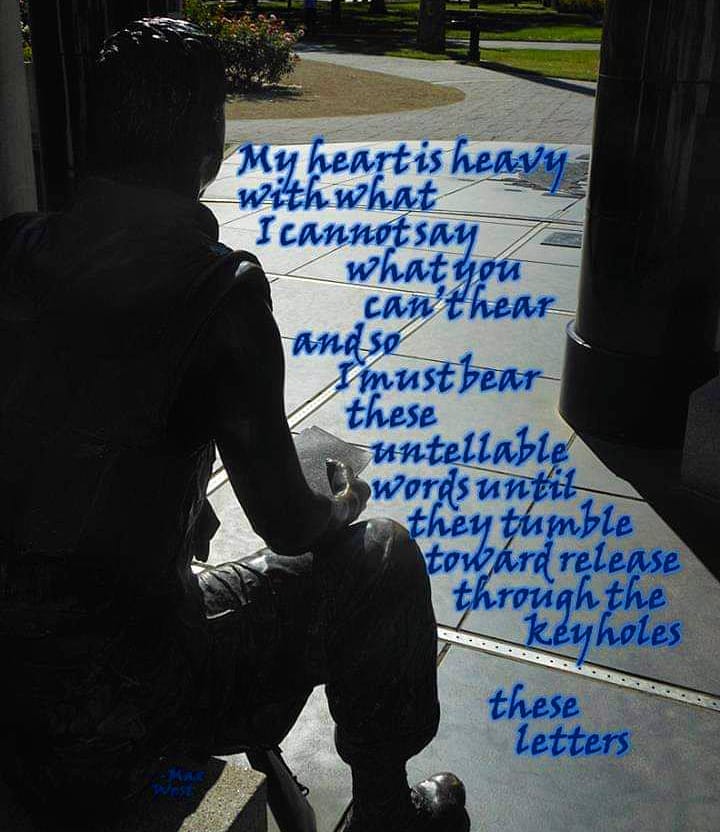 My heart is heavy
with what
I cannot say
what you
can't hear
and so
I must bear
these
untellable
words until
they tumble
toward release
through the
keyholes
these
letters
-Max
West